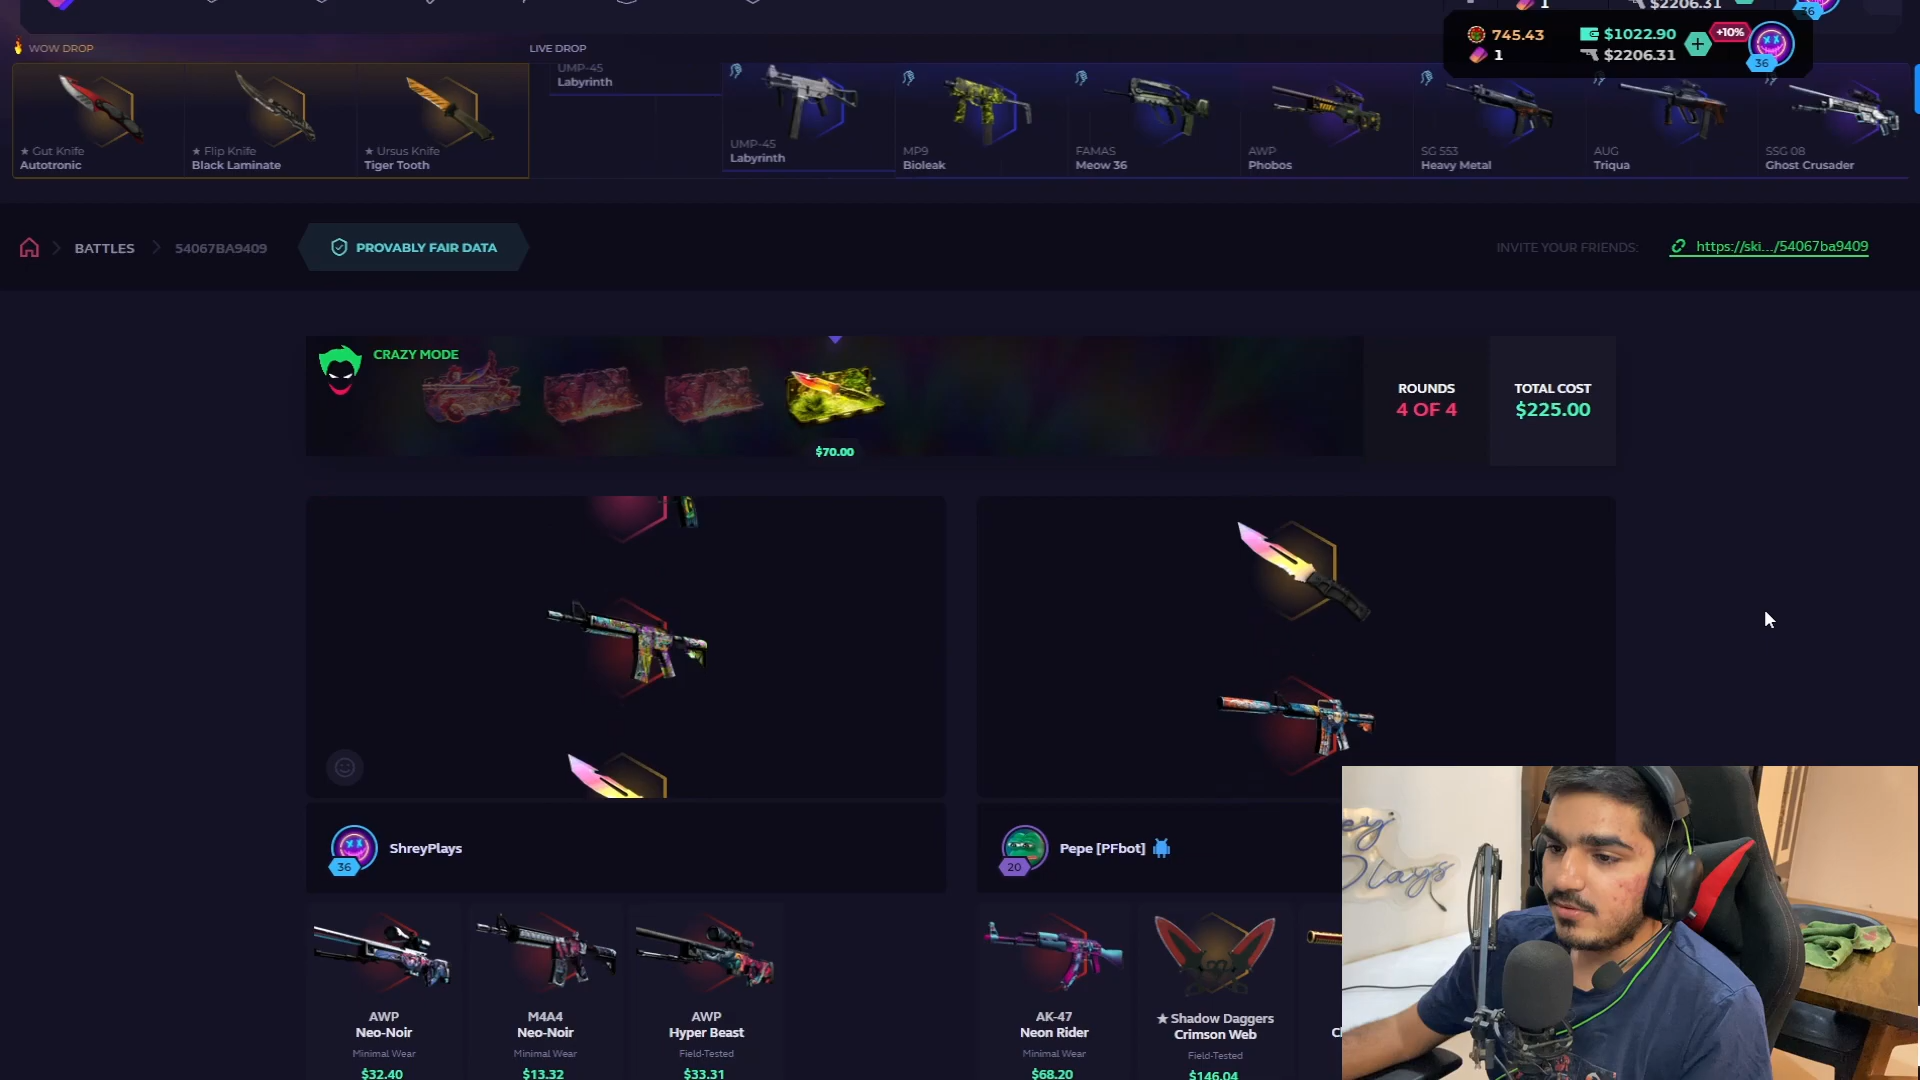 1
$2206.31
36
745.43
$1022.90
+10%
1
$2206.31
36
WOW DROP
LIVE DROP
★ Gut Knife
Autotronic
★ Flip Knife
Black Laminate
★ Ursus Knife
Tiger Tooth
UMP-45
Labyrinth
UMP-45
Labyrinth
MP9
Bioleak
FAMAS
Meow 36
AWP
Phobos
SG 553
Heavy Metal
AUG
Triqua
SSG 08
Ghost Crusader
BATTLES
54067BA9409
PROVABLY FAIR DATA
INVITE YOUR FRIENDS:
https://ski.../54067ba9409
CRAZY MODE
$70.00
ROUNDS
4 OF 4
TOTAL COST
$225.00
36
ShreyPlays
20
Pepe [PFbot]
AWP
Neo-Noir
Minimal Wear
$32.40
M4A4
Neo-Noir
Minimal Wear
$13.32
AWP
Hyper Beast
Field-Tested
$33.31
AK-47
Neon Rider
Minimal Wear
$68.20
★ Shadow Daggers
Crimson Web
Field-Tested
$146.04